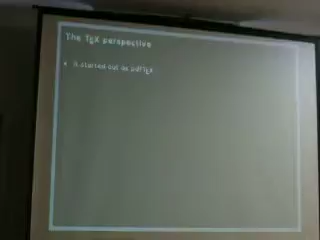 The TEX perspective
• it started out as pdfTEX